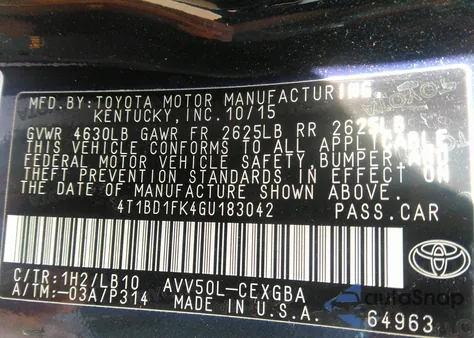 MFD. BY: TOYOTA MOTOR MANUFACTURING,
KENTUCKY, INC. 10/15
GVWR 4630LB GAWR FR 2625LB RR 2625LB
THIS VEHICLE CONFORMS TO ALL APPLICABLE
FEDERAL MOTOR VEHICLE SAFETY, BUMPER, AND
THEFT PREVENTION STANDARDS IN EFFECT ON
THE DATE OF MANUFACTURE SHOWN ABOVE.
4T1BD1FK4GU183042 PASS.CAR
C/TR:1H2/LB10 AVV50L-CEXGBA
A/TM:-03A/P314 MADE IN U.S.A. 64963
TOYOTA
autoSnap